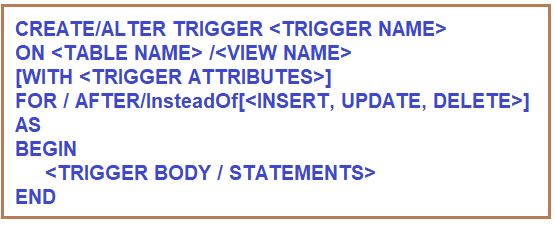 CREATE/ALTER TRIGGER <TRIGGER NAME>
ON <TABLE NAME> /<VIEW NAME>
[WITH <TRIGGER ATTRIBUTES>]
FOR / AFTER/InsteadOf[<INSERT, UPDATE, DELETE>]
AS
BEGIN
<TRIGGER BODY / STATEMENTS>
END